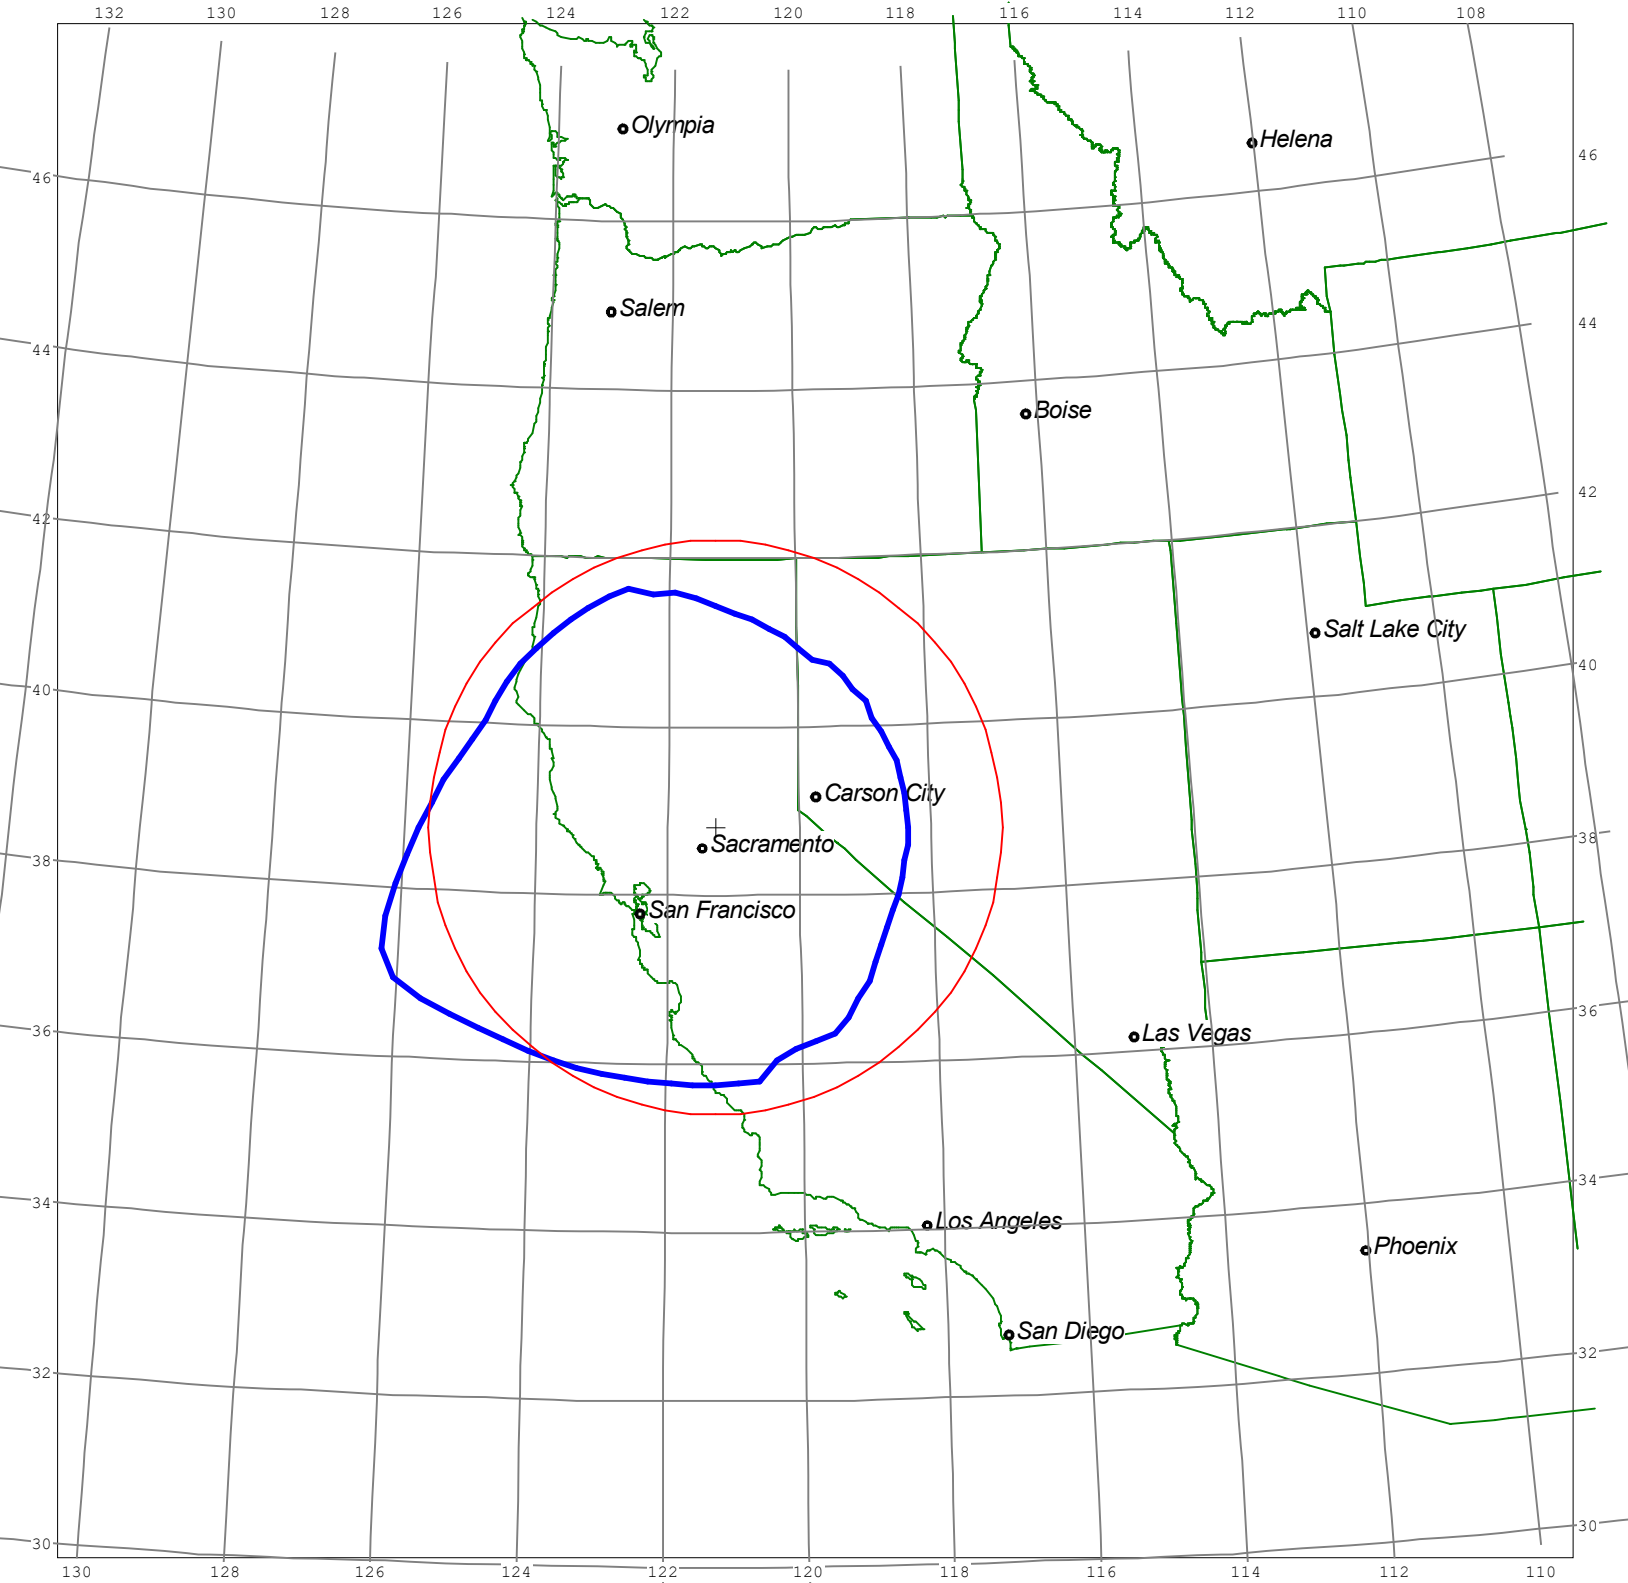 132 130 128 126 124 122 120 118 116 114 112 110 108
Olympia
Helena
46
46
Salem
44
44
Boise
42
42
Salt Lake City
40
40
Carson City
38
Sacramento
38
San Francisco
36
36
Las Vegas
34
34
Los Angeles
Phoenix
San Diego
32
32
30
30
130 128 126 124 122 120 118 116 114 112 110